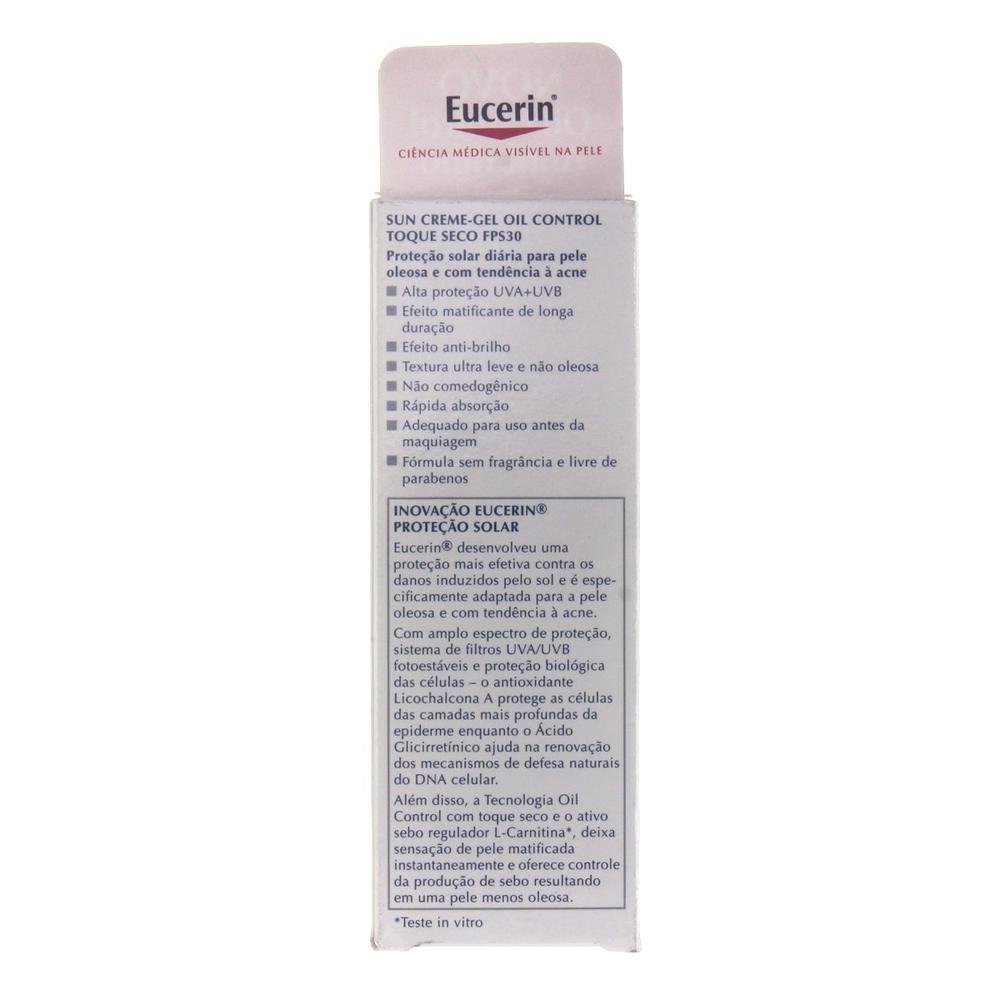 Eucerin®
CIÊNCIA MÉDICA VISÍVEL NA PELE
SUN CREME-GEL OIL CONTROL
TOQUE SECO FPS30
Proteção solar diária para pele
oleosa e com tendência à acne
■ Alta proteção UVA+UVB
■ Efeito matificante de longa
duração
■ Efeito anti-brilho
■ Textura ultra leve e não oleosa
■ Não comedogênico
■ Rápida absorção
■ Adequado para uso antes da
maquiagem
■ Fórmula sem fragrância e livre de
parabenos
INOVAÇÃO EUCERIN®
PROTEÇÃO SOLAR
Eucerin® desenvolveu uma
proteção mais efetiva contra os
danos induzidos pelo sol e é espe-
cificamente adaptada para a pele
oleosa e com tendência à acne.
Com amplo espectro de proteção,
sistema de filtros UVA/UVB
fotoestáveis e proteção biológica
das células – o antioxidante
Licochalcona A protege as células
das camadas mais profundas da
epiderme enquanto o Ácido
Glicirretínico ajuda na renovação
dos mecanismos de defesa naturais
do DNA celular.
Além disso, a Tecnologia Oil
Control com toque seco e o ativo
sebo regulador L-Carnitina*, deixa
sensação de pele matificada
instantaneamente e oferece controle
da produção de sebo resultando
em uma pele menos oleosa.
*Teste in vitro